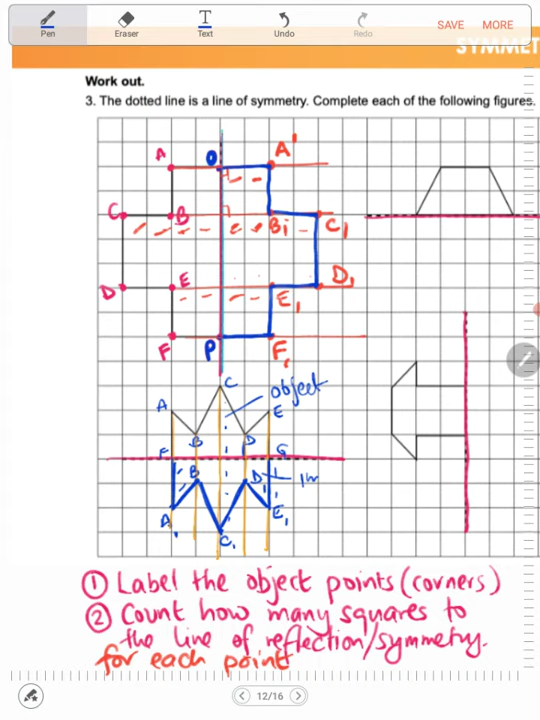 Pen
Eraser
Text
Undo
Redo
SAVE
MORE
SYMMET
Work out.
3. The dotted line is a line of symmetry. Complete each of the following figures.
A O A'
C B B1 C1
D E E1 D1
F P F1
C
A object E
B D
F G
B D1
A1 E1
C1
① Label the object points (corners)
② Count how many squares to
the line of reflection/symmetry.
for each point
12/16